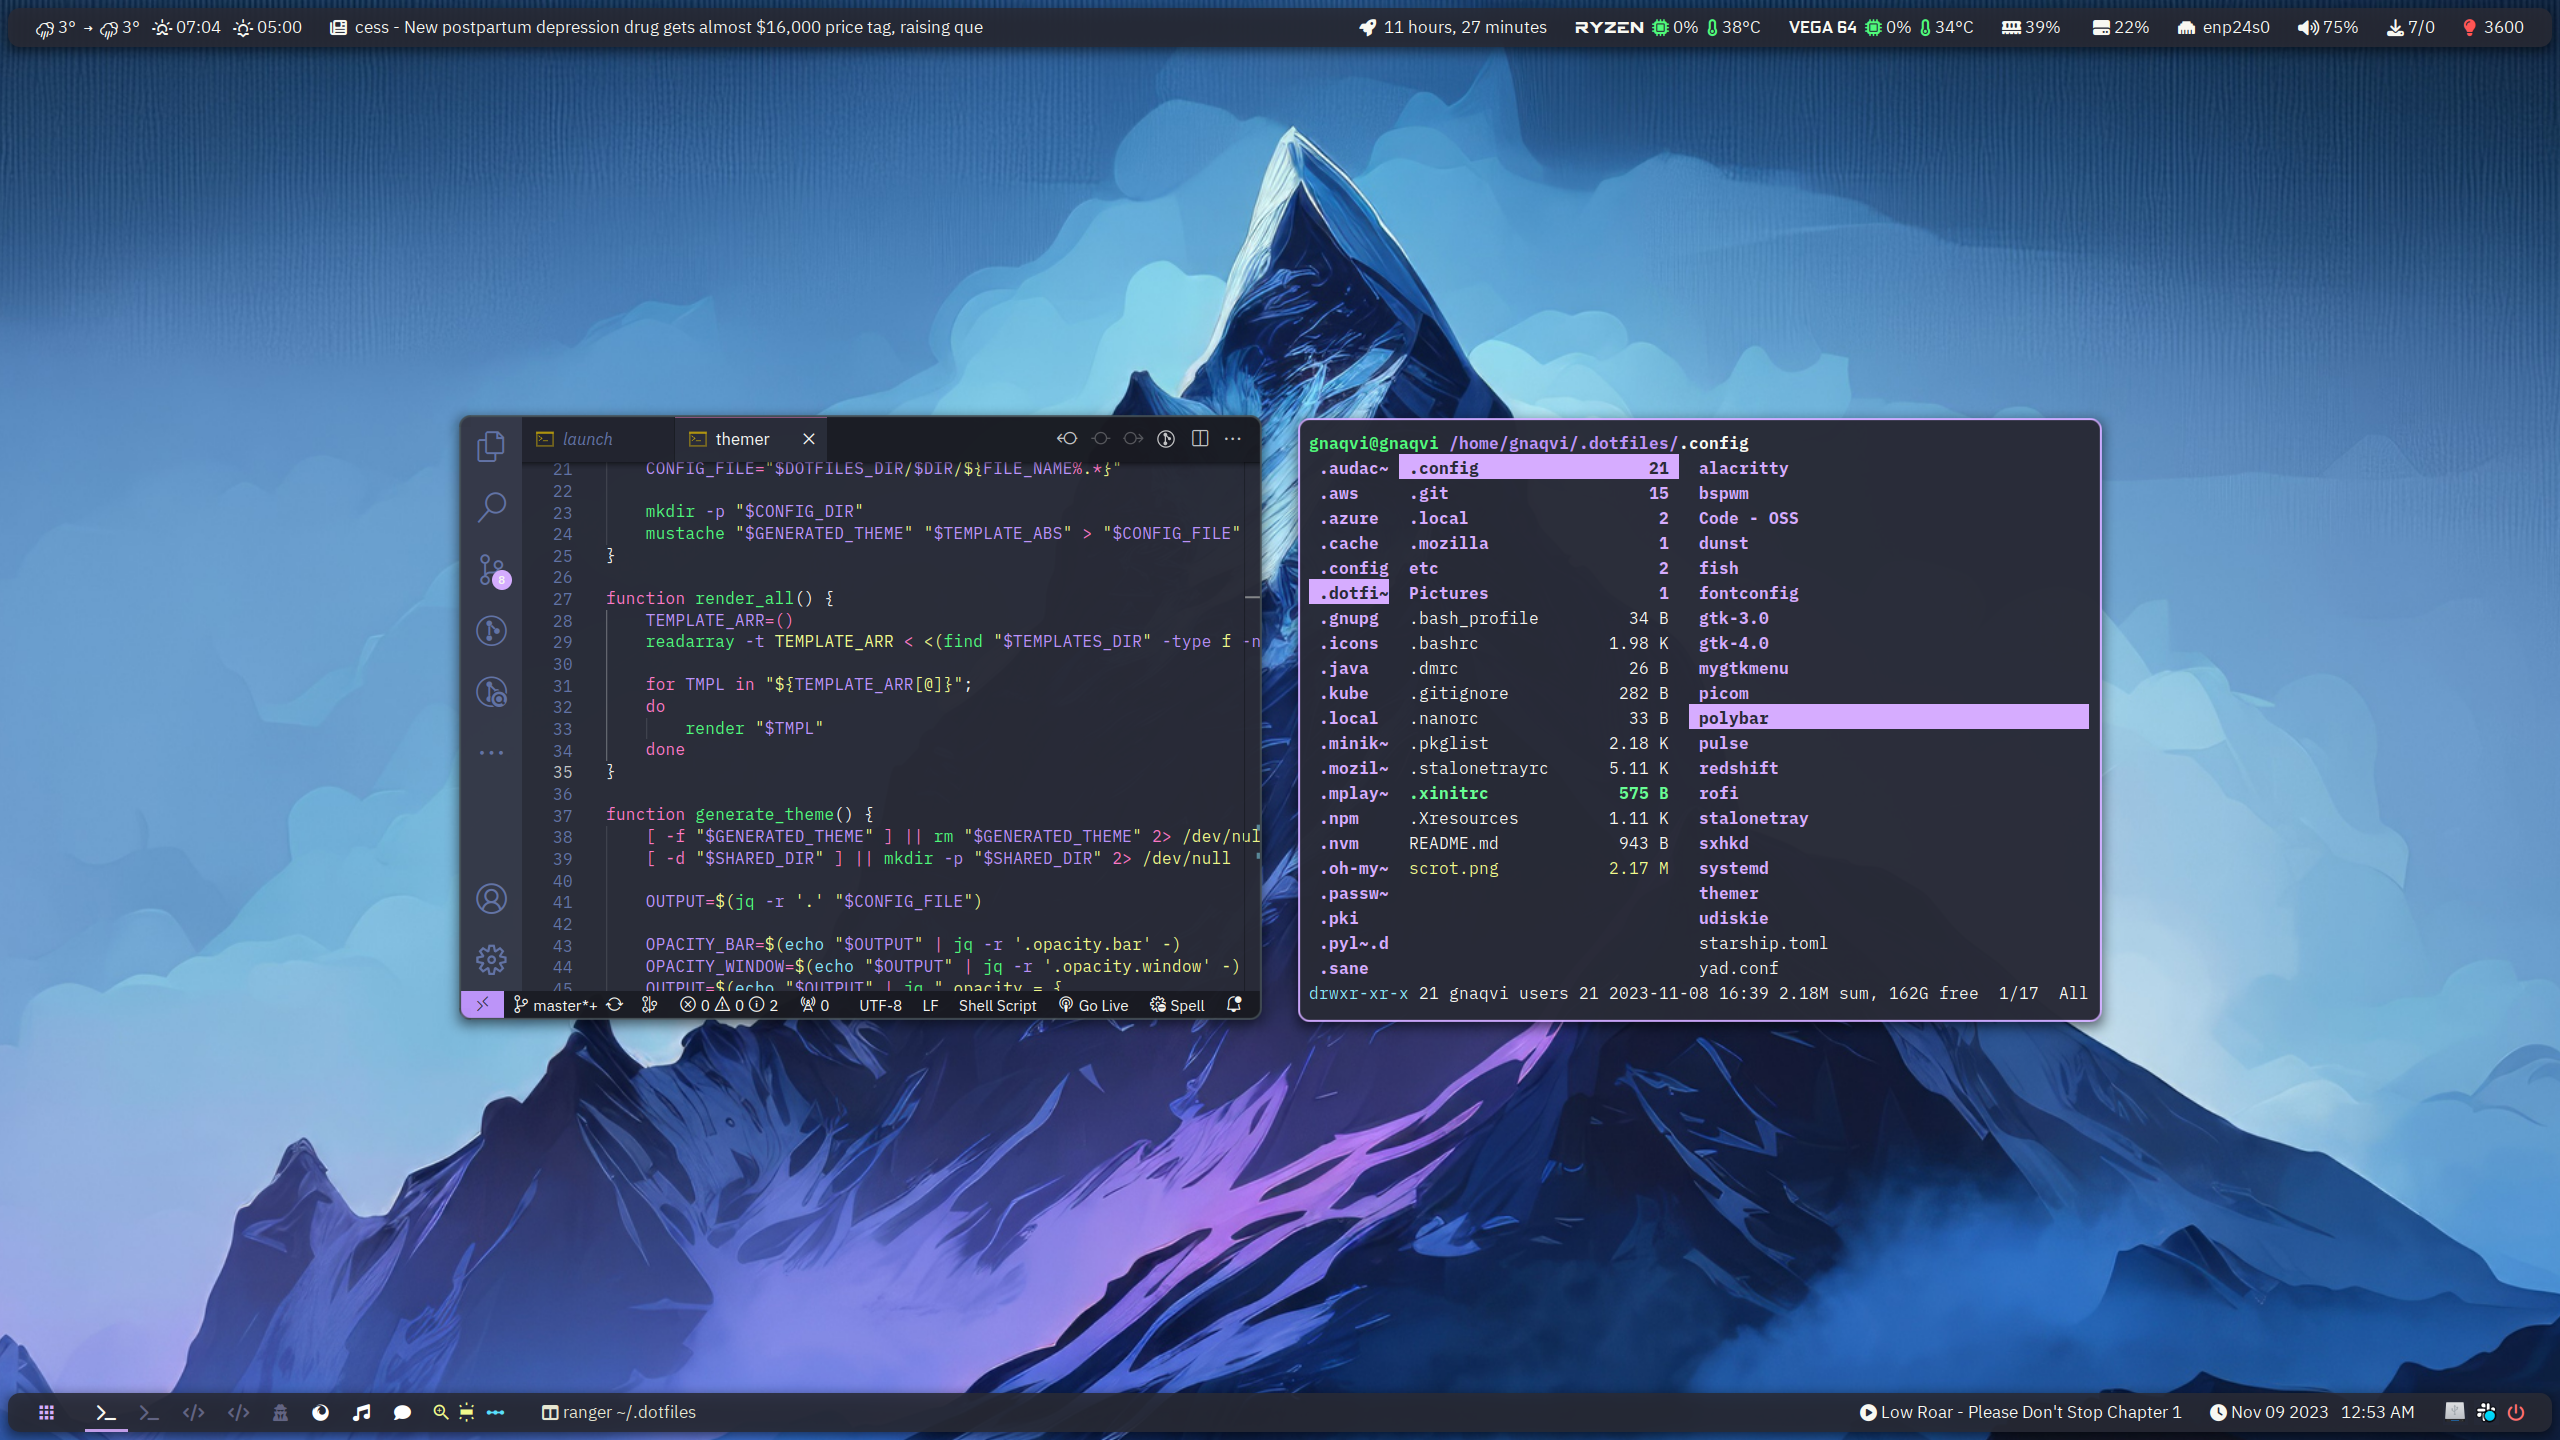 3° → 3° 07:04 05:00 cess - New postpartum depression drug gets almost $16,000 price tag, raising que 11 hours, 27 minutes RYZEN 0% 38°C VEGA 64 0% 34°C 39% 22% enp24s0 75% 7/0 3600
launch themer
21 CONFIG_FILE="$DOTFILES_DIR/$DIR/${FILE_NAME%.*}"
22
23 mkdir -p "$CONFIG_DIR"
24 mustache "$GENERATED_THEME" "$TEMPLATE_ABS" > "$CONFIG_FILE"
25 }
26
27 function render_all() {
28 TEMPLATE_ARR=()
29 readarray -t TEMPLATE_ARR < <(find "$TEMPLATES_DIR" -type f -n
30
31 for TMPL in "${TEMPLATE_ARR[@]}";
32 do
33 render "$TMPL"
34 done
35 }
36
37 function generate_theme() {
38 [ -f "$GENERATED_THEME" ] || rm "$GENERATED_THEME" 2> /dev/nul
39 [ -d "$SHARED_DIR" ] || mkdir -p "$SHARED_DIR" 2> /dev/null
40
41 OUTPUT=$(jq -r '.' "$CONFIG_FILE")
42
43 OPACITY_BAR=$(echo "$OUTPUT" | jq -r '.opacity.bar' -)
44 OPACITY_WINDOW=$(echo "$OUTPUT" | jq -r '.opacity.window' -)
45 OUTPUT=$(echo "$OUTPUT" | jq ".opacity = {
8
master*+ 0 0 2 0 UTF-8 LF Shell Script Go Live Spell
gnaqvi@gnaqvi /home/gnaqvi/.dotfiles/.config
.audac~ .config 21 alacritty
.aws .git 15 bspwm
.azure .local 2 Code - OSS
.cache .mozilla 1 dunst
.config etc 2 fish
.dotfi~ Pictures 1 fontconfig
.gnupg .bash_profile 34 B gtk-3.0
.icons .bashrc 1.98 K gtk-4.0
.java .dmrc 26 B mygtkmenu
.kube .gitignore 282 B picom
.local .nanorc 33 B polybar
.minik~ .pkglist 2.18 K pulse
.mozil~ .stalonetrayrc 5.11 K redshift
.mplay~ .xinitrc 575 B rofi
.npm .Xresources 1.11 K stalonetray
.nvm README.md 943 B sxhkd
.oh-my~ scrot.png 2.17 M systemd
.passw~ themer
.pki udiskie
.pyl~.d starship.toml
.sane yad.conf
drwxr-xr-x 21 gnaqvi users 21 2023-11-08 16:39 2.18M sum, 162G free 1/17 All
ranger ~/.dotfiles Low Roar - Please Don't Stop Chapter 1 Nov 09 2023 12:53 AM